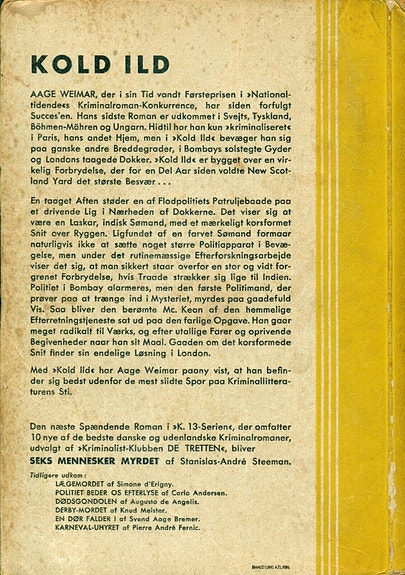 KOLD ILD
AAGE WEIMAR, der i sin Tid vandt Førsteprisen i »National-
tidende«s Kriminalroman-Konkurrence, har siden forfulgt
Succes'en. Hans sidste Roman er udkommet i Svejts, Tyskland,
Böhmen-Mähren og Ungarn. Hidtil har han kun »kriminaliseret«
i Paris, hans andet Hjem, men i »Kold Ild« bevæger han sig
paa ganske andre Breddegrader, i Bombays solstegte Gyder
og Londons taagede Dokker. »Kold Ild« er bygget over en vir-
kelig Forbrydelse, der for en Del Aar siden voldte New Scot-
land Yard det største Besvær...
En taaget Aften støder en af Flodpolitiets Patruljebaade paa
et drivende Lig i Nærheden af Dokkerne. Det viser sig at
være en Laskar, indisk Sømand, med et mærkeligt korsformet
Snit over Ryggen. Ligfundet af en farvet Sømand formaar
naturligvis ikke at sætte noget større Politiapparat i Bevæ-
gelse, men under det rutinemæssige Efterforskningsarbejde
viser det sig, at man sikkert staar overfor en stor og vidt for-
grenet Forbrydelse, hvis Traade strækker sig lige til Indien.
Politiet i Bombay alarmeres, men den første Politimand, der
prøver paa at trænge ind i Mysteriet, myrdes paa gaadefuld
Vis. Saa bliver den berømte Mc. Kean af den hemmelige
Efterretningstjeneste sat ud paa den farlige Opgave. Han gaar
meget radikalt til Værks, og efter utallige Farer og oprivende
Begivenheder naar han sit Maal. Gaaden om det korsformede
Snit finder sin endelige Løsning i London.
Med »Kold Ild« har Aage Weimar paany vist, at han befin-
der sig bedst udenfor de mest slidte Spor paa Kriminallittera-
turens Sti.
Den næste Spændende Roman i »K. 13-Serien«, der omfatter
10 nye af de bedste danske og udenlandske Kriminalromaner,
udvalgt af »Kriminalist-Klubben DE TRETTEN«, bliver
SEKS MENNESKER MYRDET af Stanislas-André Steeman.
Tidligere udkom:
LÆGEMORDET af Simone d'Erigny.
POLITIET BEDER OS EFTERLYSE af Carlo Andersen.
DØDSGONDOLEN af Augusto de Angelis.
DERBY-MORDET af Knud Meister.
EN DØR FALDER I af Svend Aage Bremer.
KARNEVAL-UHYRET af Pierre André Fernic.